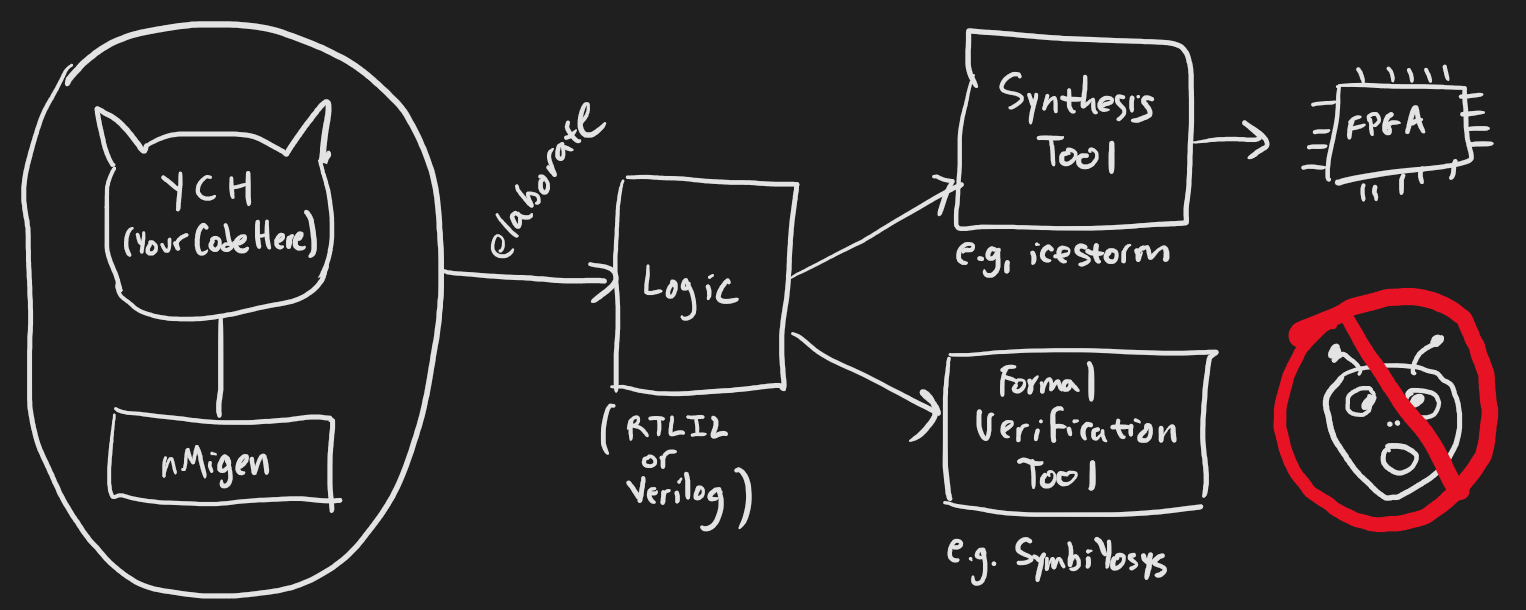 YCH
(Your Code Here)
nMigen
elaborate
Logic
(RTLIL
or
Verilog)
Synthesis
Tool
e.g, icestorm
FPGA
Formal
Verification
Tool
e.g. SymbiYosys